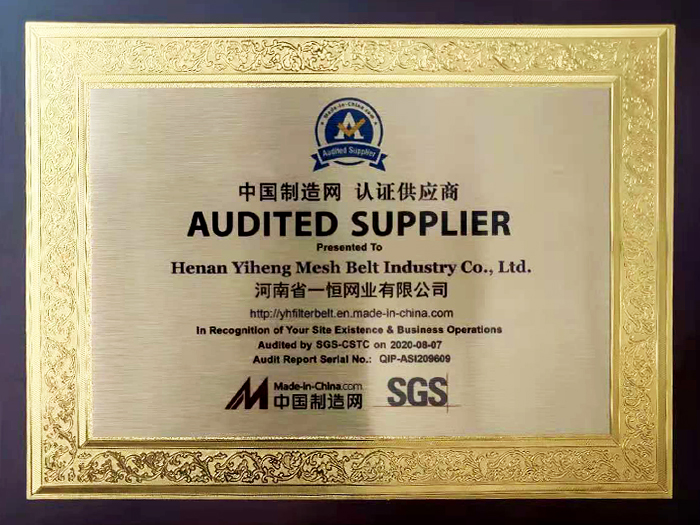 Made-in-China.com
Audited Supplier
中国制造网 认证供应商
AUDITED SUPPLIER
Presented To
Henan Yiheng Mesh Belt Industry Co., Ltd.
河南省一恒网业有限公司
http://yhfilterbelt.en.made-in-china.com
In Recognition of Your Site Existence & Business Operations
Audited by SGS-CSTC on 2020-08-07
Audit Report Serial No.: QIP-ASI209609
Made-in-China.com
中国制造网
SGS